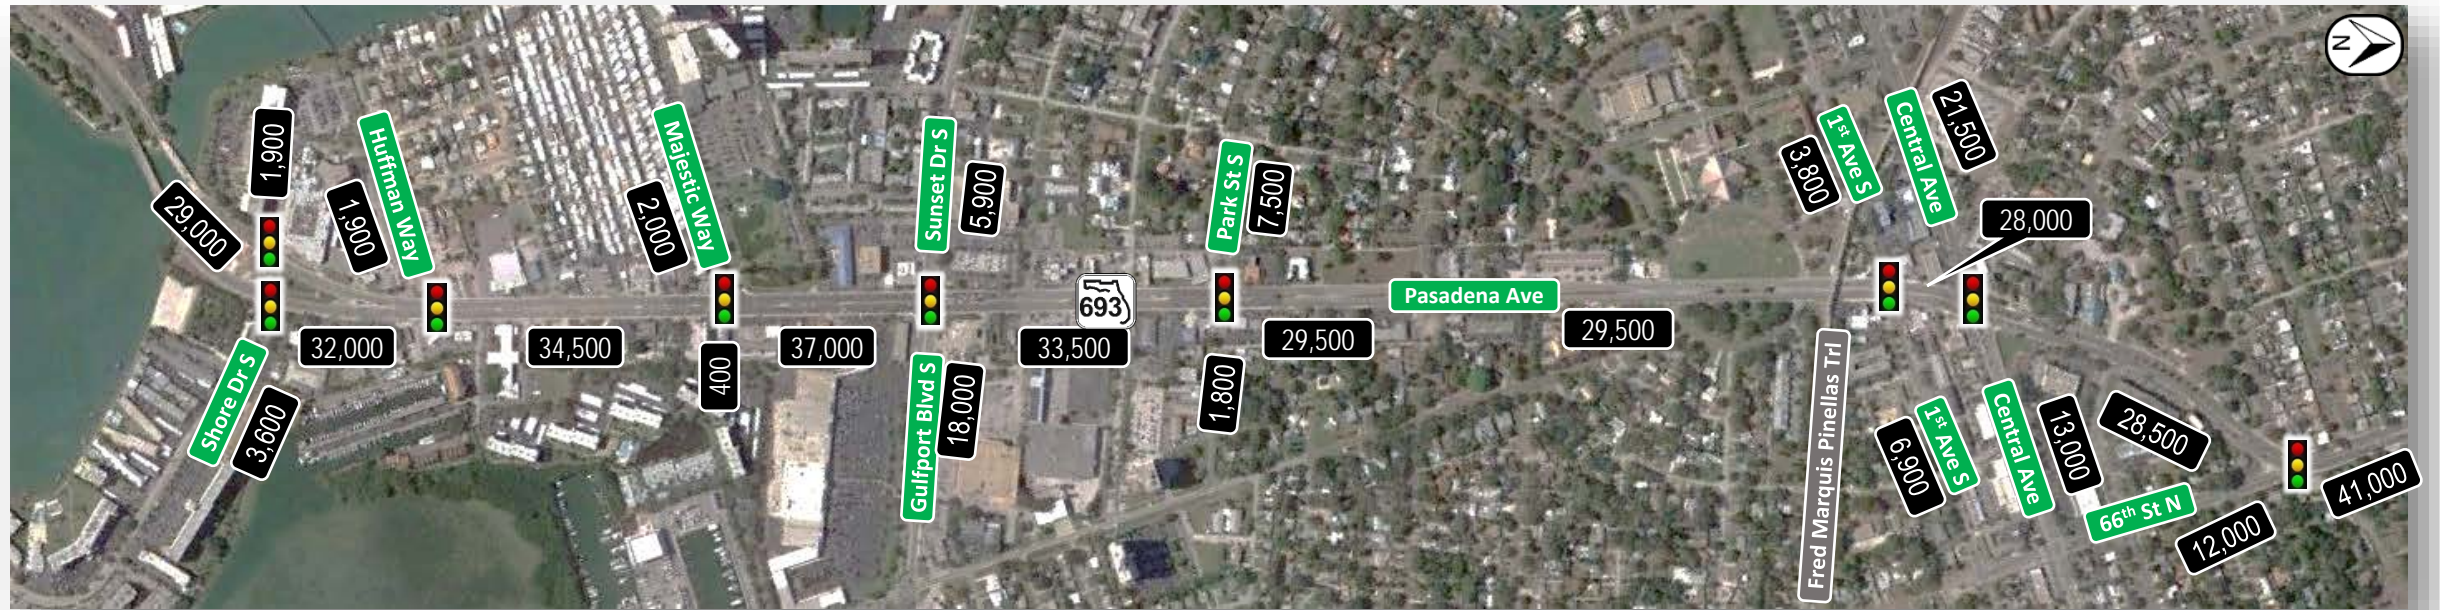 N
1,900
29,000
Huffman Way
1,900
Majestic Way
2,000
Sunset Dr S
5,900
Park St S
7,500
1st Ave S
3,800
Central Ave
21,500
28,000
693
Pasadena Ave
32,000
34,500
37,000
33,500
29,500
29,500
Shore Dr S
3,600
400
Gulfport Blvd S
18,000
1,800
Fred Marquis Pinellas Trl
1st Ave S
6,900
Central Ave
13,000
28,500
66th St N
12,000
41,000